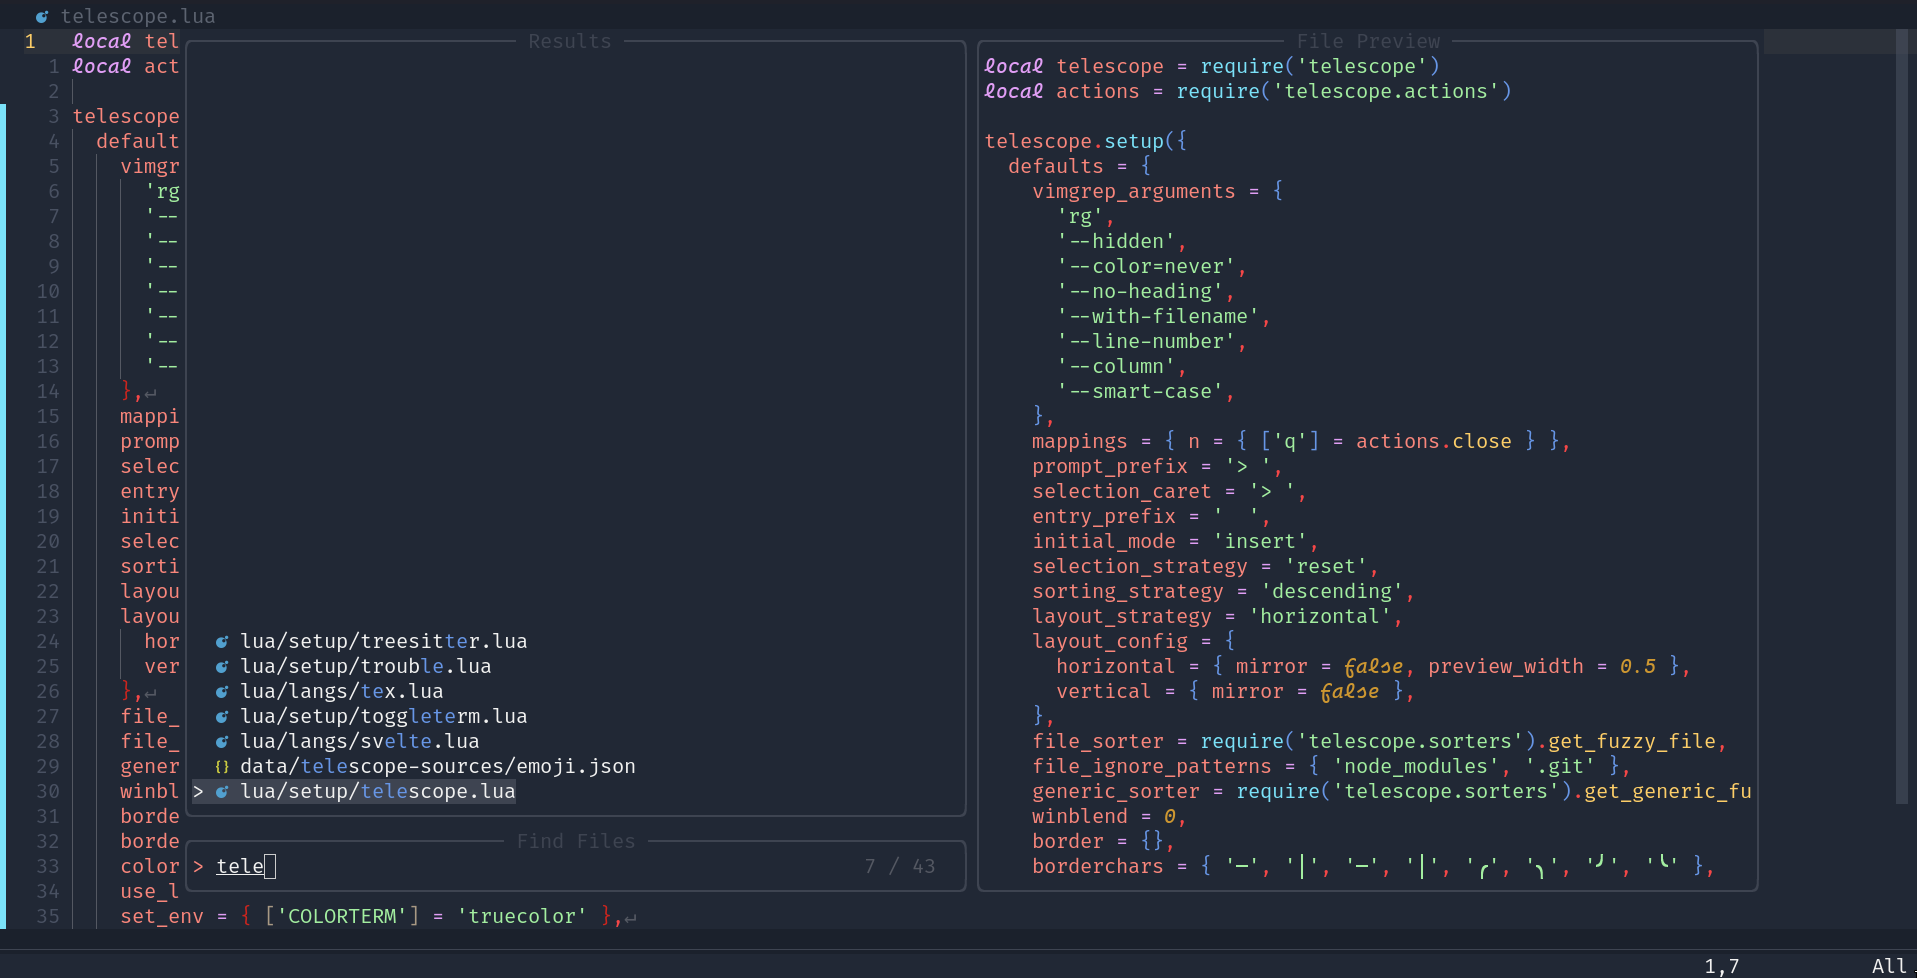 telescope.lua
1 local tel
1 local act
2
3 telescope
4 default
5 vimgr
6 'rg
7 '--
8 '--
9 '--
10 '--
11 '--
12 '--
13 '--
14 },↵
15 mappi
16 promp
17 selec
18 entry
19 initi
20 selec
21 sorti
22 layou
23 layou
24 hor
25 ver
26 },↵
27 file_
28 file_
29 gener
30 winbl
31 borde
32 borde
33 color
34 use_l
35 set_env = { ['COLORTERM'] = 'truecolor' },↵
Results
lua/setup/treesitter.lua
lua/setup/trouble.lua
lua/langs/tex.lua
lua/setup/toggleterm.lua
lua/langs/svelte.lua
{} data/telescope-sources/emoji.json
> lua/setup/telescope.lua
Find Files
> tele 7 / 43
File Preview
local telescope = require('telescope')
local actions = require('telescope.actions')
telescope.setup({
defaults = {
vimgrep_arguments = {
'rg',
'--hidden',
'--color=never',
'--no-heading',
'--with-filename',
'--line-number',
'--column',
'--smart-case',
},
mappings = { n = { ['q'] = actions.close } },
prompt_prefix = '> ',
selection_caret = '> ',
entry_prefix = '  ',
initial_mode = 'insert',
selection_strategy = 'reset',
sorting_strategy = 'descending',
layout_strategy = 'horizontal',
layout_config = {
horizontal = { mirror = false, preview_width = 0.5 },
vertical = { mirror = false },
},
file_sorter = require('telescope.sorters').get_fuzzy_file,
file_ignore_patterns = { 'node_modules', '.git' },
generic_sorter = require('telescope.sorters').get_generic_fu
winblend = 0,
border = {},
borderchars = { '─', '│', '─', '│', '╭', '╮', '╯', '╰' },
1,7 All